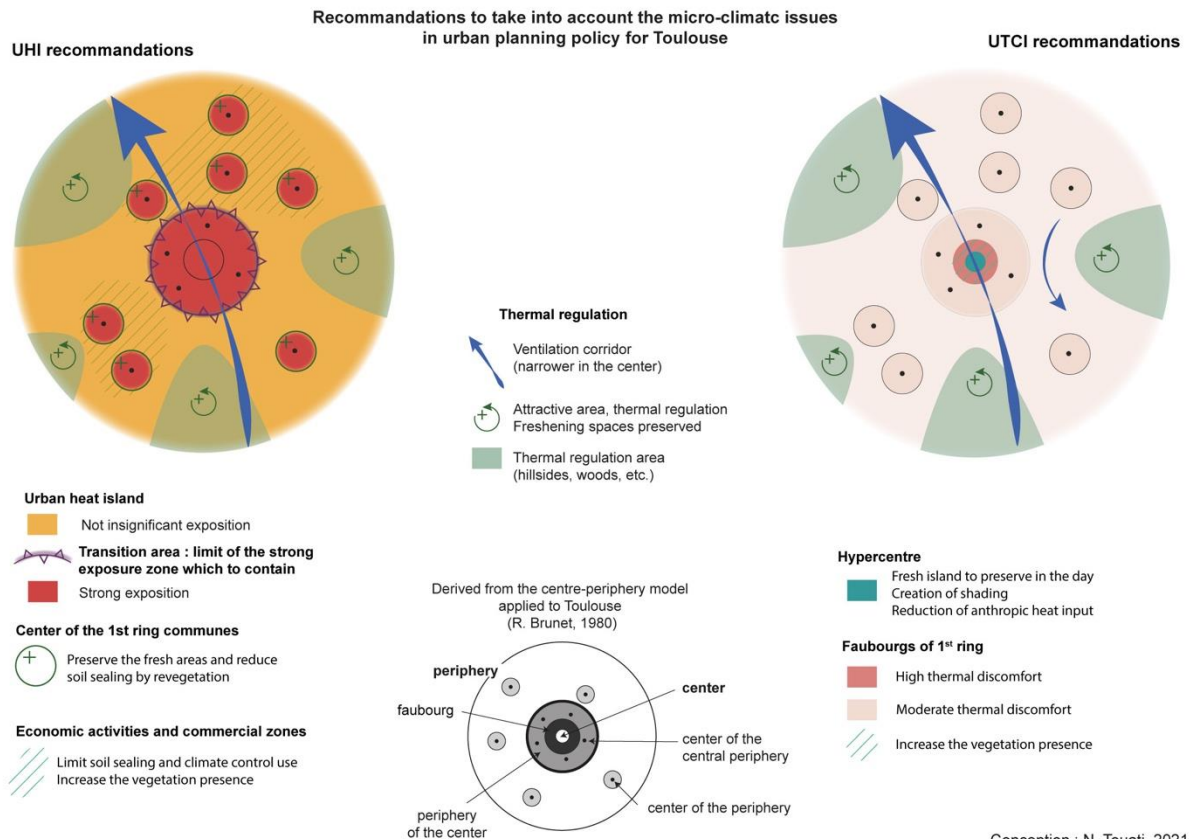 Recommandations to take into account the micro-climatc issues
in urban planning policy for Toulouse
UHI recommandations
UTCI recommandations
Thermal regulation
Ventilation corridor
(narrower in the center)
Attractive area, thermal regulation
Freshening spaces preserved
Thermal regulation area
(hillsides, woods, etc.)
Urban heat island
Not insignificant exposition
Transition area : limit of the strong
exposure zone which to contain
Strong exposition
Center of the 1st ring communes
Preserve the fresh areas and reduce
soil sealing by revegetation
Economic activities and commercial zones
Limit soil sealing and climate control use
Increase the vegetation presence
Derived from the centre-periphery model
applied to Toulouse
(R. Brunet, 1980)
periphery
center
faubourg
center of the
central periphery
periphery
of the center
center of the periphery
Hypercentre
Fresh island to preserve in the day
Creation of shading
Reduction of anthropic heat input
Faubourgs of 1st ring
High thermal discomfort
Moderate thermal discomfort
Increase the vegetation presence
Conception : N. 2021